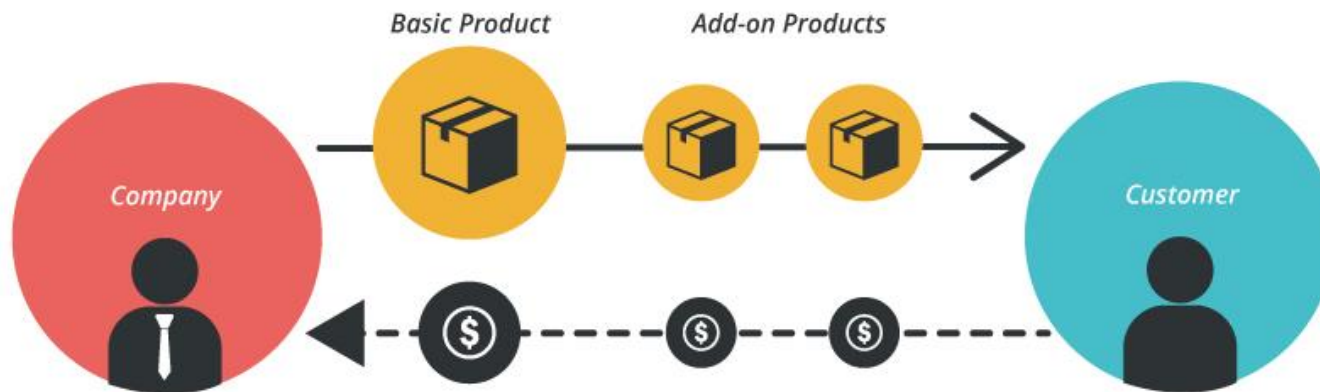 Basic Product
Add-on Products
Company
Customer
$
$
$